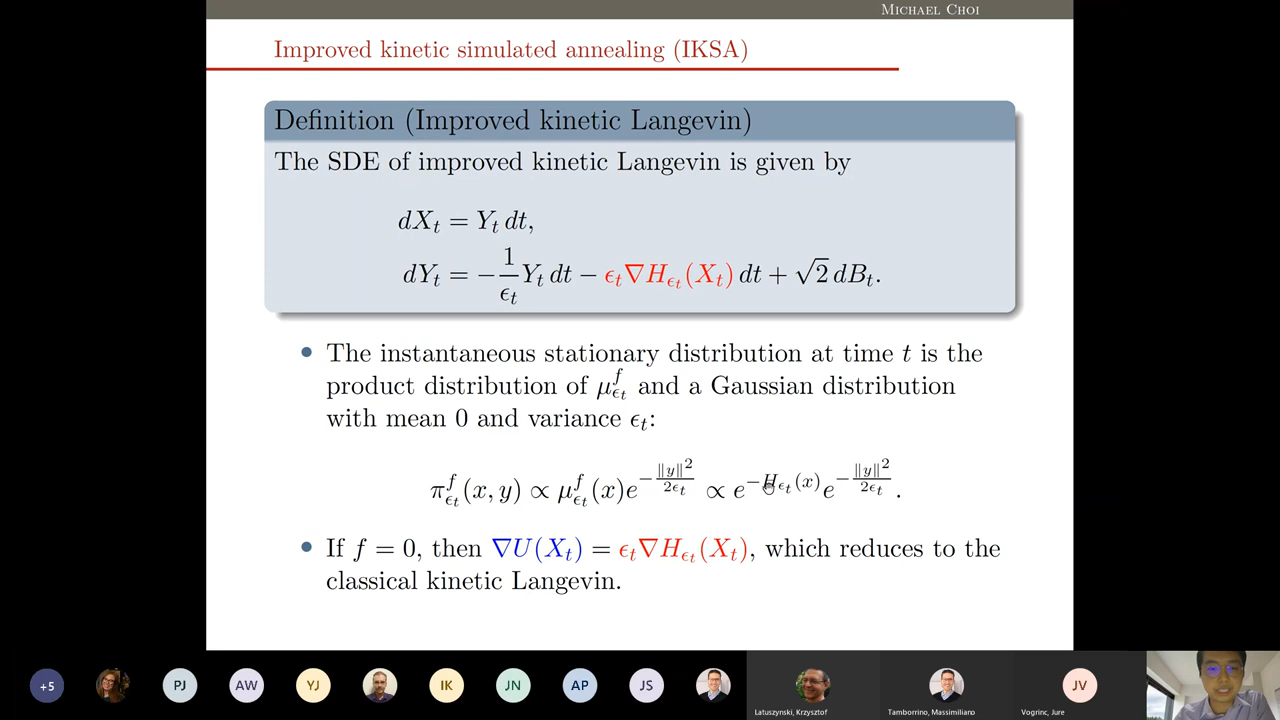 MICHAEL CHOI
Improved kinetic simulated annealing (IKSA)
Definition (Improved kinetic Langevin)
The SDE of improved kinetic Langevin is given by
dX_t = Y_t dt,
dY_t = −\frac{1}{ϵ_t} Y_t dt − ϵ_t∇H_{ϵ_t}(X_t) dt + √2 dB_t.
• The instantaneous stationary distribution at time t is the
product distribution of μ^f_{ϵ_t} and a Gaussian distribution
with mean 0 and variance ϵ_t:
π^f_{ϵ_t}(x, y) ∝ μ^f_{ϵ_t}(x)e^{−\frac{‖y‖^2}{2ϵ_t}} ∝ e^{−H_{ϵ_t}(x)}e^{−\frac{‖y‖^2}{2ϵ_t}}.
• If f = 0, then ∇U(X_t) = ϵ_t∇H_{ϵ_t}(X_t), which reduces to the
classical kinetic Langevin.
+5 PJ AW YJ IK JN AP JS JV
Latuszynski, Krzysztof Tamborrino, Massimiliano Vogrinc, Jure